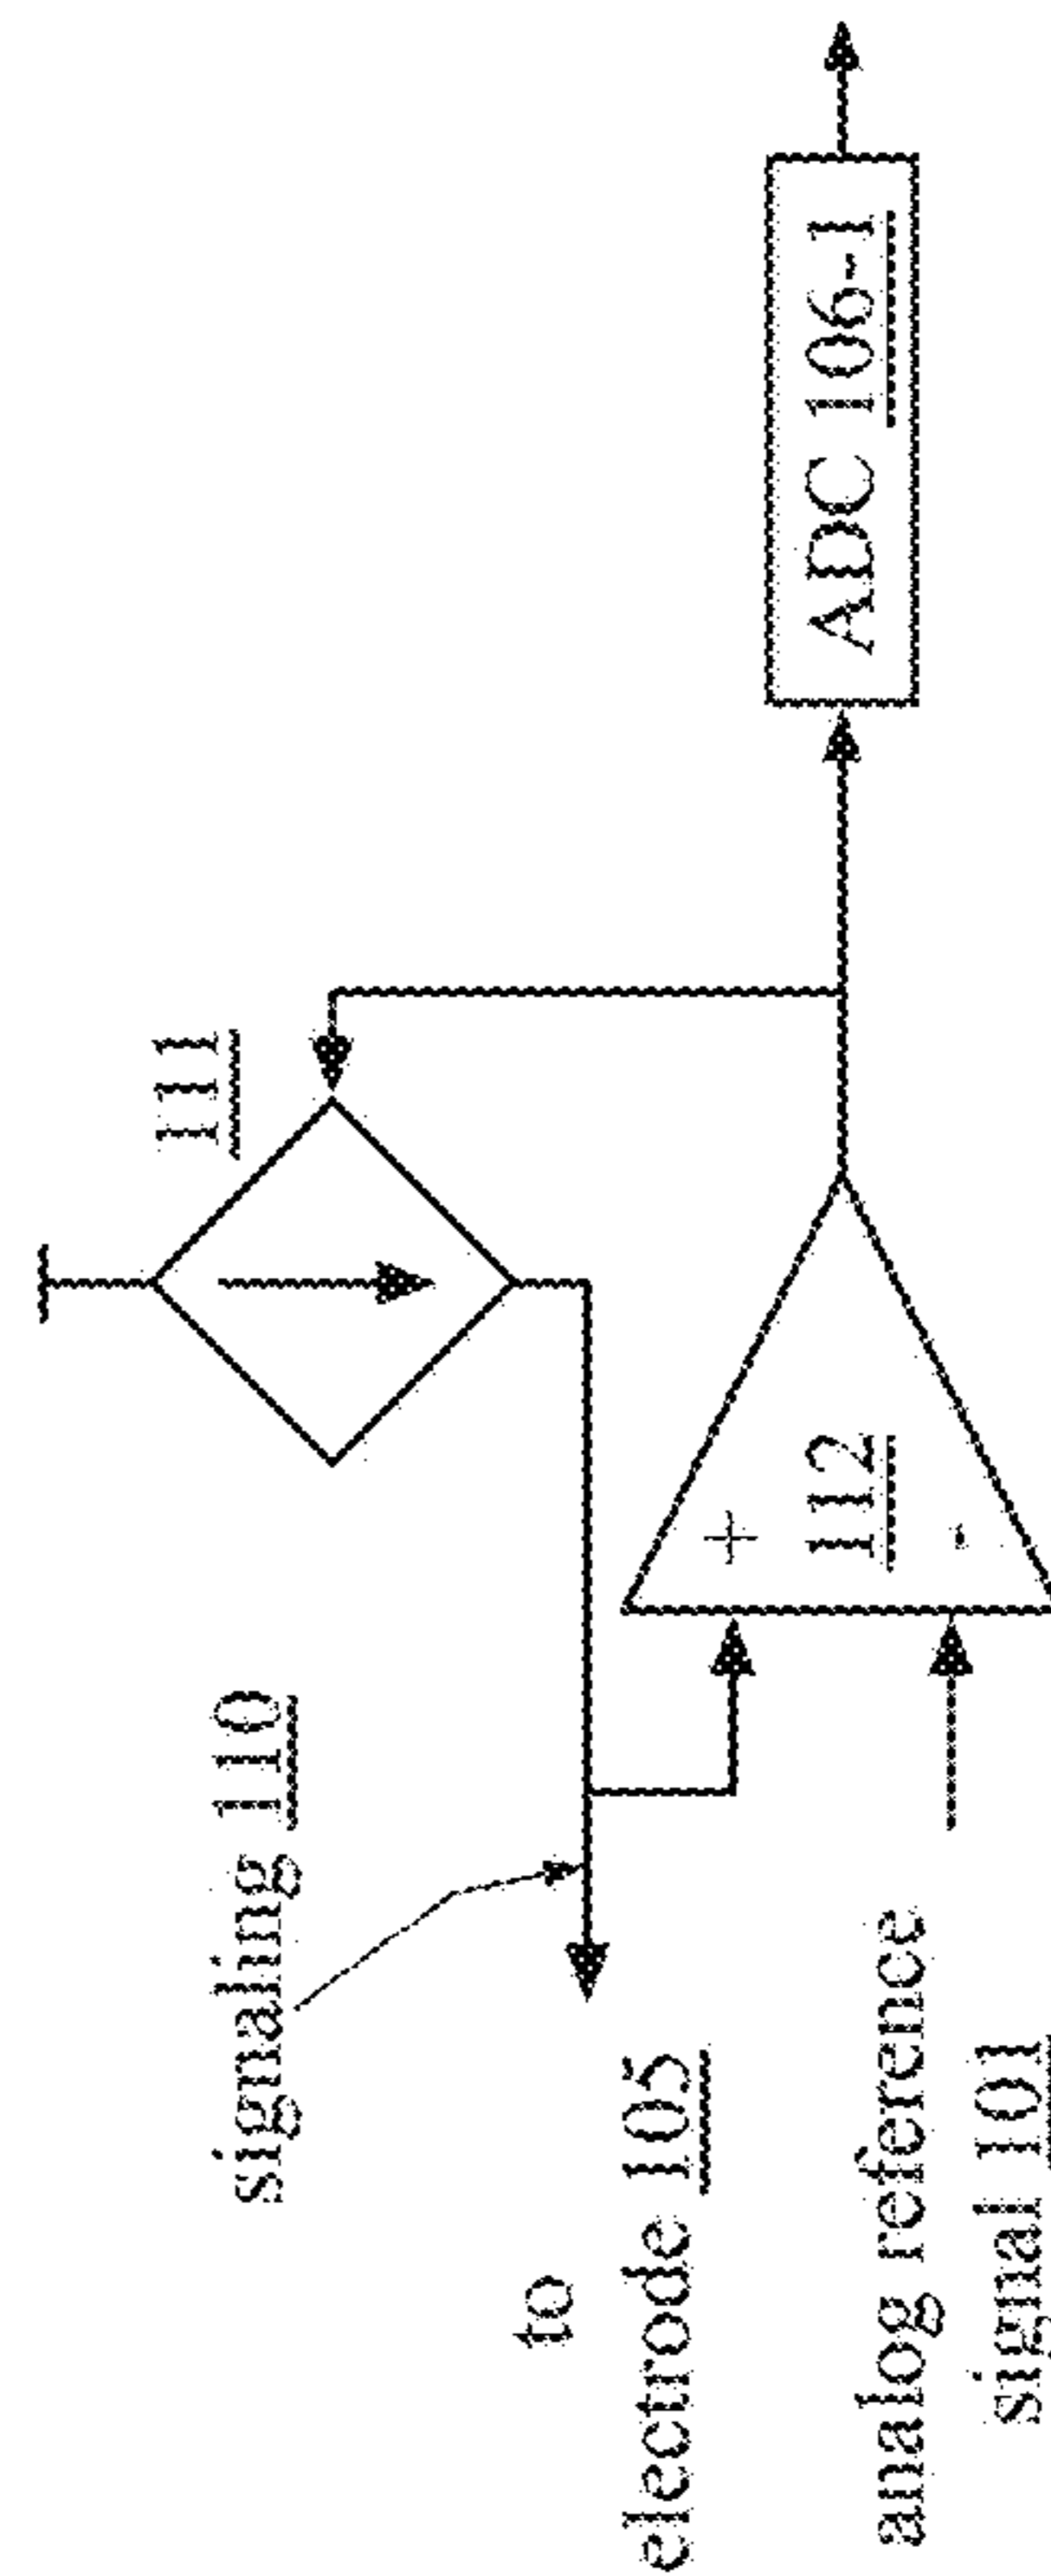 111
signaling 110
ADC 106-1
+
112
-
to
electrode 105
analog reference
signal 101